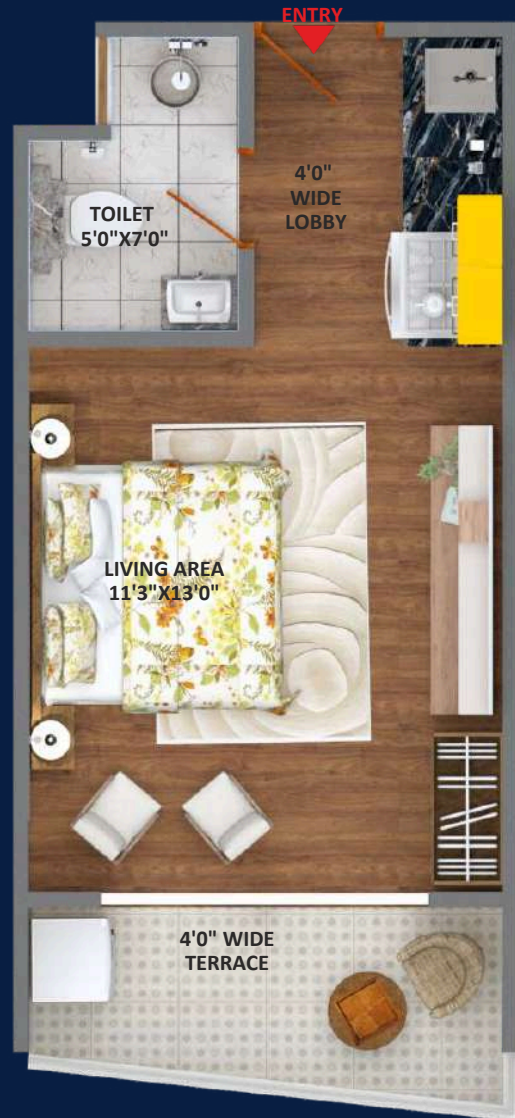 ENTRY
4'0"
WIDE
LOBBY
TOILET
5'0"X7'0"
LIVING AREA
11'3"X13'0"
4'0" WIDE
TERRACE